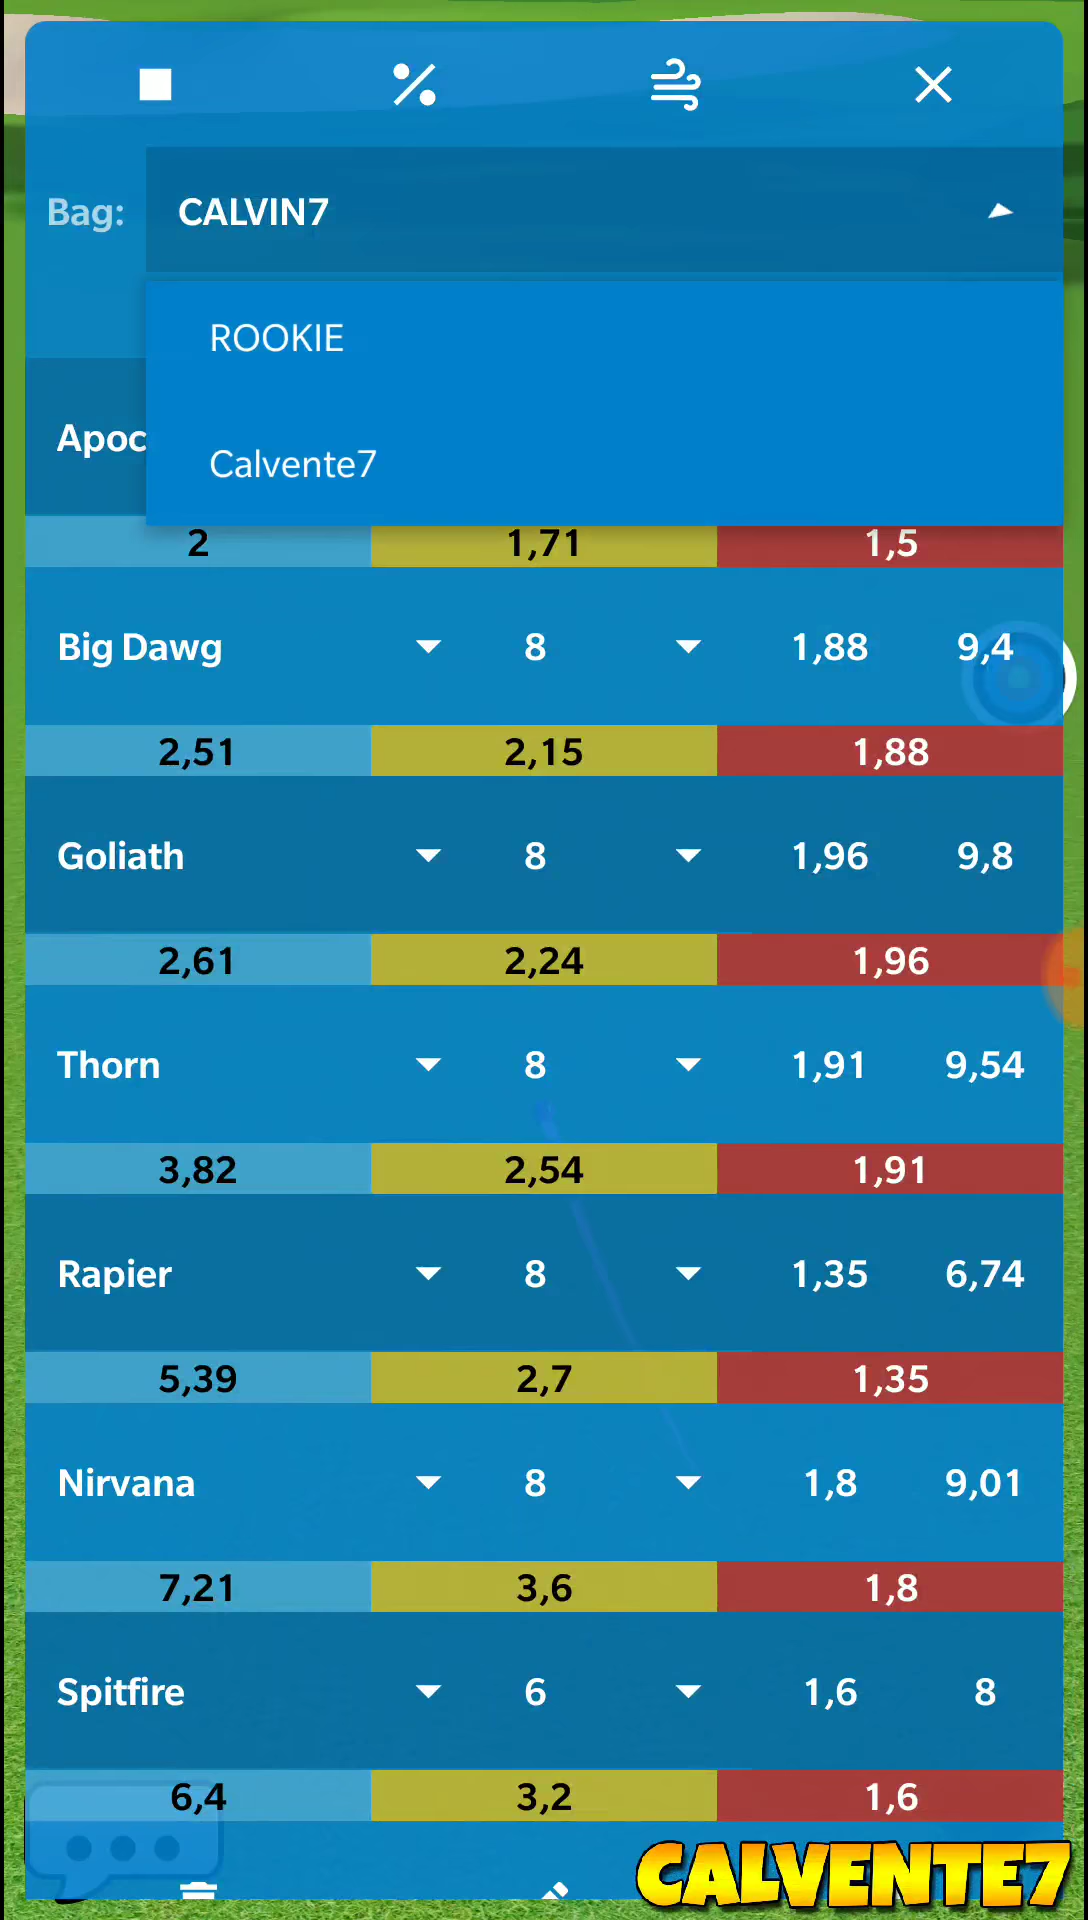 Bag: CALVIN7
ROOKIE
Calvente7
Apoc
2 1,71 1,5
Big Dawg 8 1,88 9,4
2,51 2,15 1,88
Goliath 8 1,96 9,8
2,61 2,24 1,96
Thorn 8 1,91 9,54
3,82 2,54 1,91
Rapier 8 1,35 6,74
5,39 2,7 1,35
Nirvana 8 1,8 9,01
7,21 3,6 1,8
Spitfire 6 1,6 8
6,4 3,2 1,6
CALVENTE7